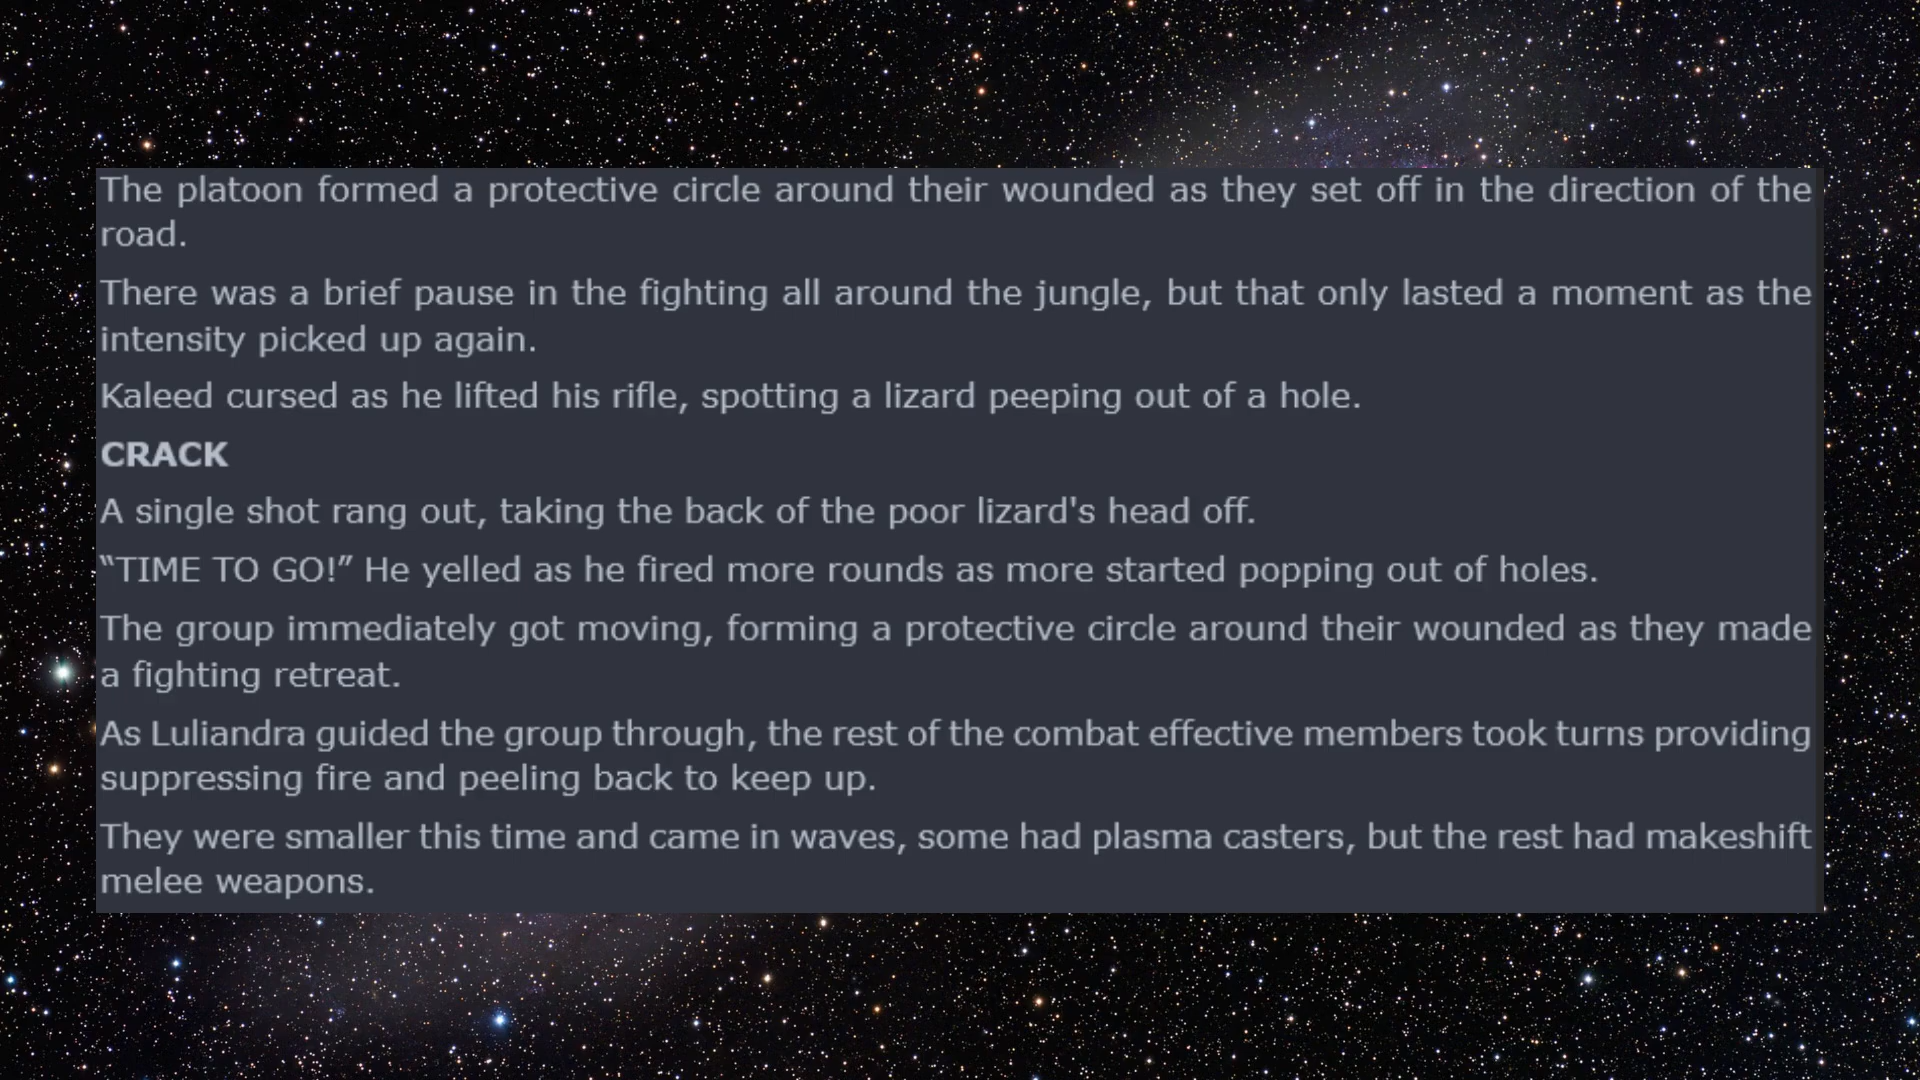 The platoon formed a protective circle around their wounded as they set off in the direction of the
road.
There was a brief pause in the fighting all around the jungle, but that only lasted a moment as the
intensity picked up again.
Kaleed cursed as he lifted his rifle, spotting a lizard peeping out of a hole.
CRACK
A single shot rang out, taking the back of the poor lizard's head off.
“TIME TO GO!” He yelled as he fired more rounds as more started popping out of holes.
The group immediately got moving, forming a protective circle around their wounded as they made
a fighting retreat.
As Luliandra guided the group through, the rest of the combat effective members took turns providing
suppressing fire and peeling back to keep up.
They were smaller this time and came in waves, some had plasma casters, but the rest had makeshift
melee weapons.